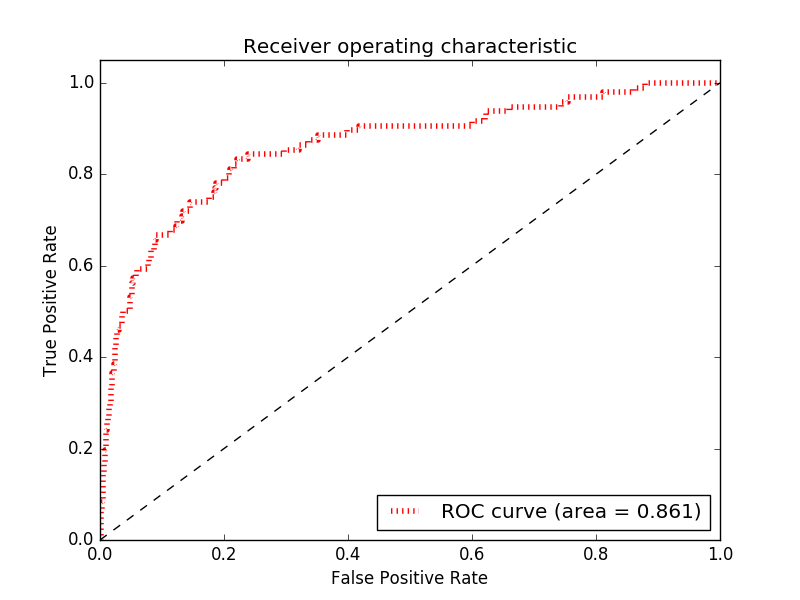 Receiver operating characteristic
1.0
0.8
0.6
0.4
0.2
0.0
True Positive Rate
ROC curve (area = 0.861)
0.0 0.2 0.4 0.6 0.8 1.0
False Positive Rate